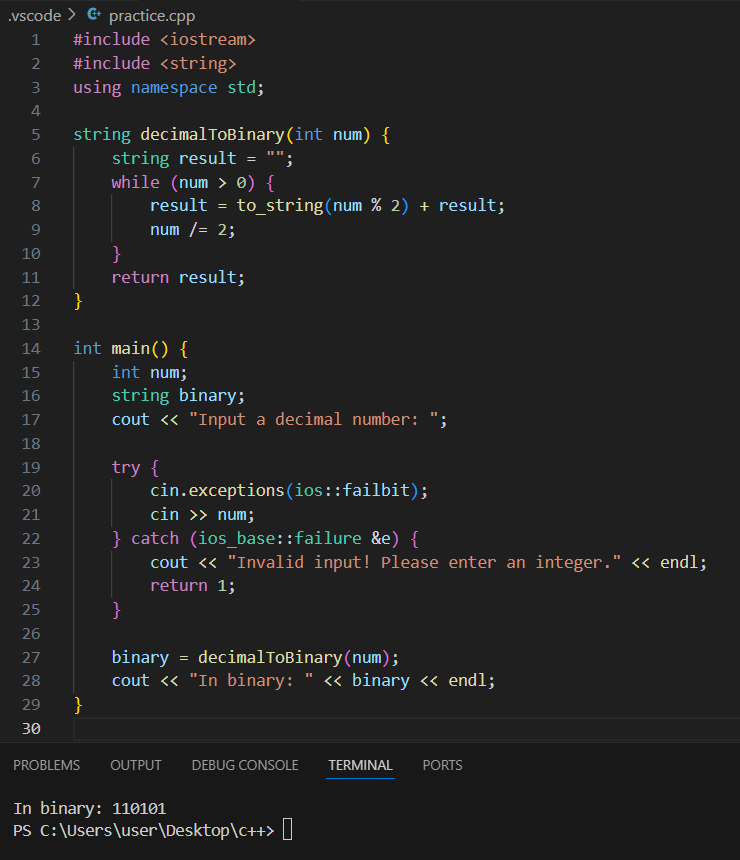 .vscode > practice.cpp
1 #include <iostream>
2 #include <string>
3 using namespace std;
4
5 string decimalToBinary(int num) {
6     string result = "";
7     while (num > 0) {
8         result = to_string(num % 2) + result;
9         num /= 2;
10     }
11     return result;
12 }
13
14 int main() {
15     int num;
16     string binary;
17     cout << "Input a decimal number: ";
18
19     try {
20         cin.exceptions(ios::failbit);
21         cin >> num;
22     } catch (ios_base::failure &e) {
23         cout << "Invalid input! Please enter an integer." << endl;
24         return 1;
25     }
26
27     binary = decimalToBinary(num);
28     cout << "In binary: " << binary << endl;
29 }
30
PROBLEMS OUTPUT DEBUG CONSOLE TERMINAL PORTS
In binary: 110101
PS C:\Users\user\Desktop\c++>